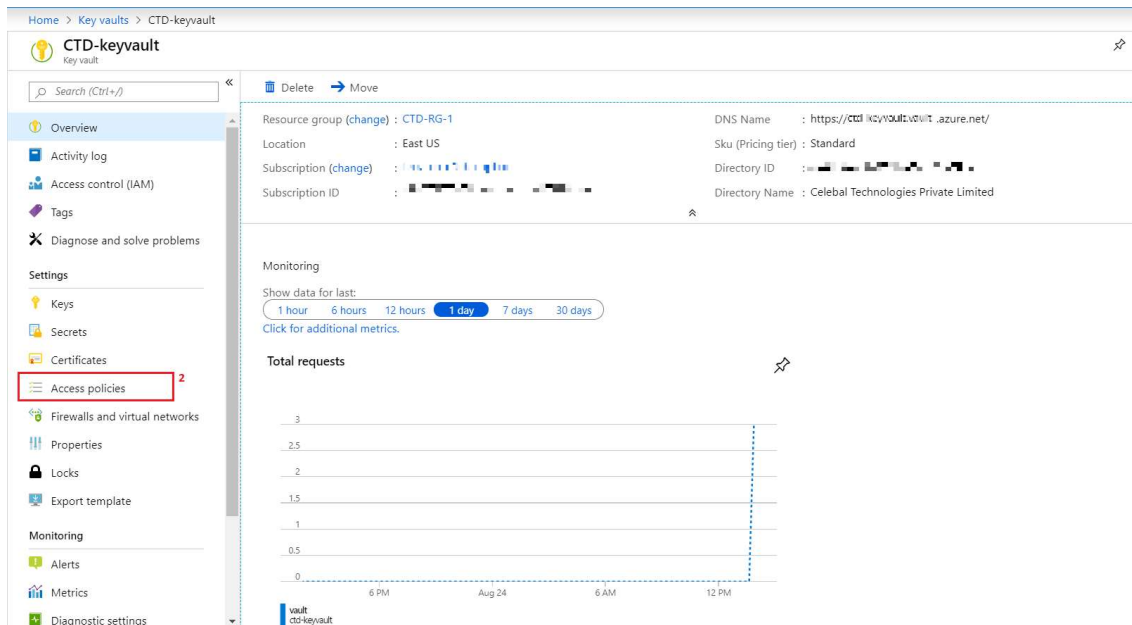 Home > Key vaults > CTD-keyvault
CTD-keyvault
Key vault
Search (Ctrl+/)
«
Overview
Activity log
Access control (IAM)
Tags
Diagnose and solve problems
Settings
Keys
Secrets
Certificates
Access policies
2
Firewalls and virtual networks
Properties
Locks
Export template
Monitoring
Alerts
Metrics
Diagnostic settings
Delete
Move
Resource group (change) : CTD-RG-1
Location : East US
Subscription (change) :
Subscription ID :
DNS Name : https:// .azure.net/
Sku (Pricing tier) : Standard
Directory ID :
Directory Name : Celebal Technologies Private Limited
Monitoring
Show data for last:
1 hour 6 hours 12 hours 1 day 7 days 30 days
Click for additional metrics.
Total requests
3
2.5
2
1.5
1
0.5
0
6 PM Aug 24 6 AM 12 PM
vault
ctd-keyvault